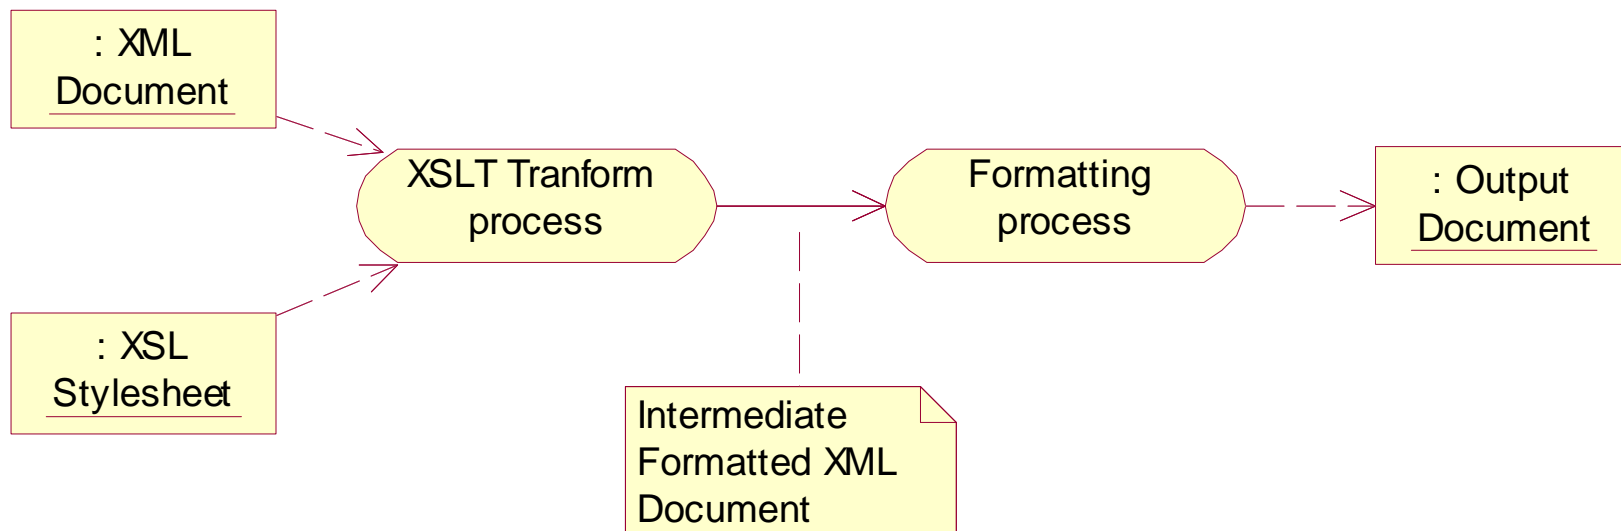 : XML
Document
XSLT Tranform
process
Formatting
process
: Output
Document
: XSL
Stylesheet
Intermediate
Formatted XML
Document